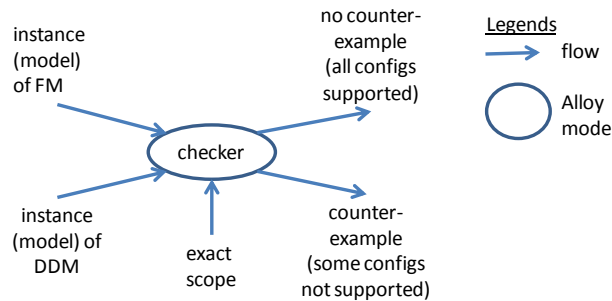 instance
(model)
of FM
instance
(model) of
DDM
checker
exact
scope
no counter-
example
(all configs
supported)
counter-
example
(some configs
not supported)
Legends
flow
Alloy
mode